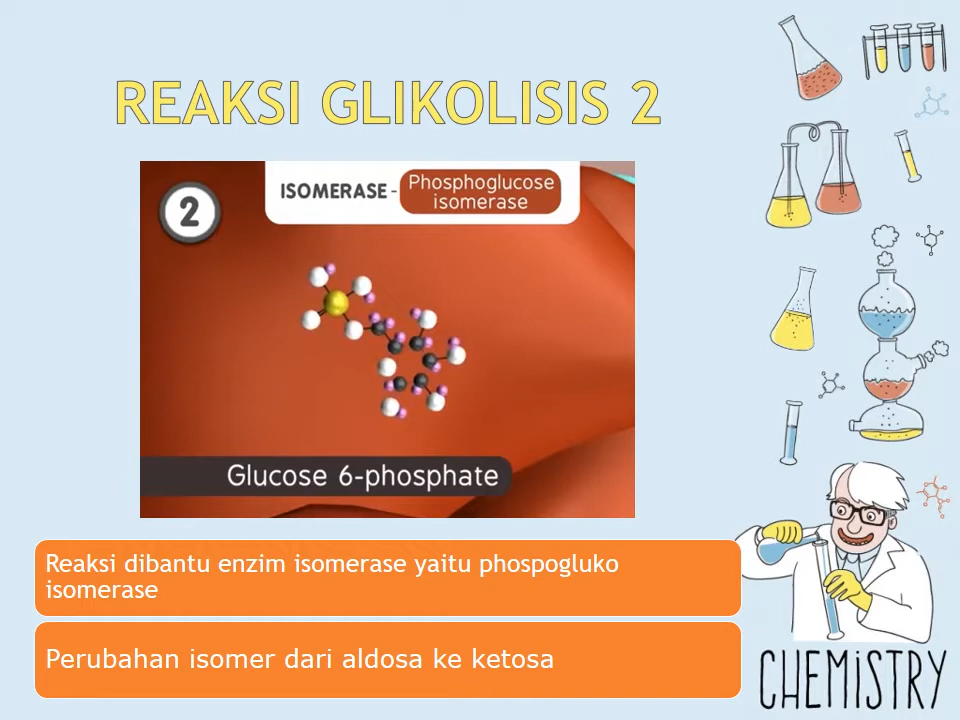 REAKSI GLIKOLISIS 2
2
ISOMERASE - Phosphoglucose
isomerase
Glucose 6-phosphate
Reaksi dibantu enzim isomerase yaitu phospogluko
isomerase
Perubahan isomer dari aldosa ke ketosa
CHEMiSTRY